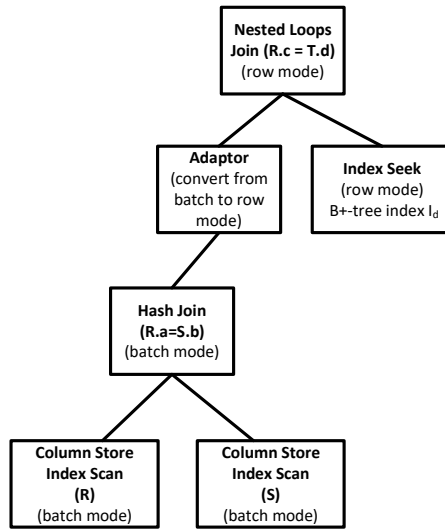 Nested Loops
Join (R.c = T.d)
(row mode)
Adaptor
(convert from
batch to row
mode)
Index Seek
(row mode)
B+-tree index Id
Hash Join
(R.a=S.b)
(batch mode)
Column Store
Index Scan
(R)
(batch mode)
Column Store
Index Scan
(S)
(batch mode)